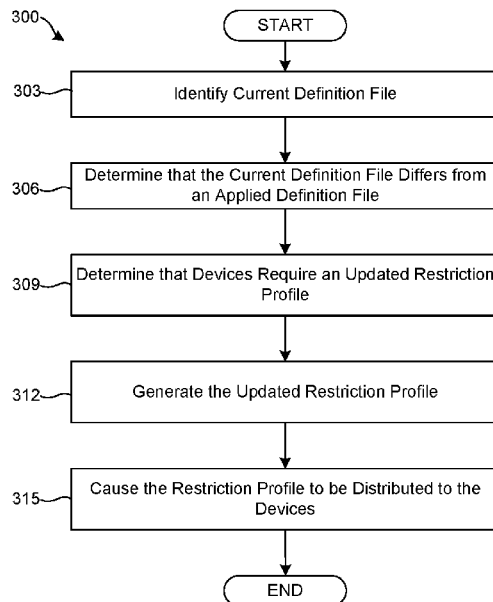 300
START
303
Identify Current Definition File
306
Determine that the Current Definition File Differs from
an Applied Definition File
309
Determine that Devices Require an Updated Restriction
Profile
312
Generate the Updated Restriction Profile
315
Cause the Restriction Profile to be Distributed to the
Devices
END